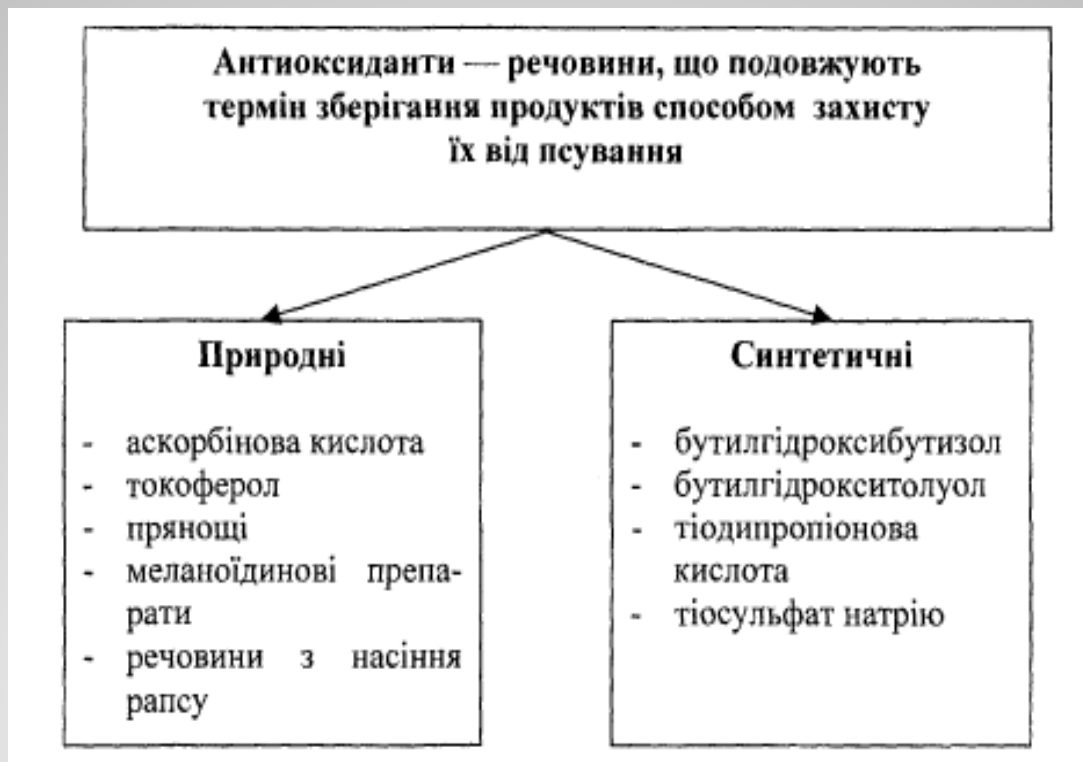 Антиоксиданти — речовини, що подовжують
термін зберігання продуктів способом захисту
їх від псування
Природні
- аскорбінова кислота
- токоферол
- прянощі
- меланоїдинові препа-
рати
- речовини з насіння
рапсу
Синтетичні
- бутилгідроксибутизол
- бутилгідрокситолуол
- тіодипропіонова
кислота
- тіосульфат натрію